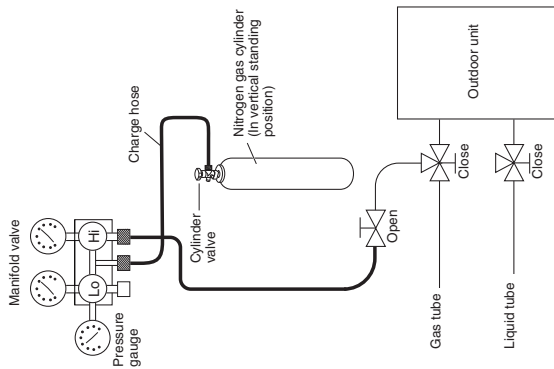 Manifold valve
Pressure
gauge
Lo
Hi
Charge hose
Cylinder
valve
Nitrogen gas cylinder
(In vertical standing
position)
Open
Gas tube
Close
Liquid tube
Close
Outdoor unit